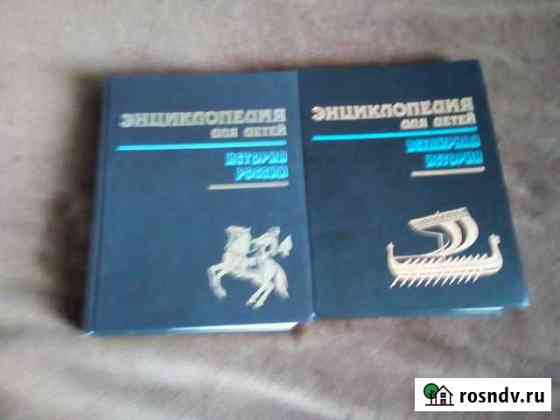 ЭНЦИКЛОПЕДИЯ
ДЛЯ ДЕТЕЙ
ИСТОРИЯ
РОССИИ
ЭНЦИКЛОПЕДИЯ
ДЛЯ ДЕТЕЙ
ВСЕМИРНАЯ
ИСТОРИЯ
rosndv.ru